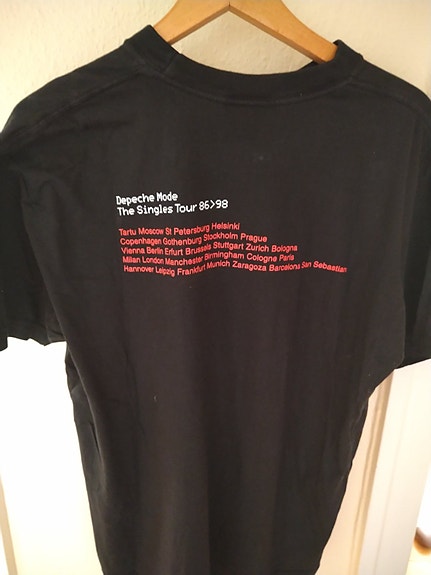 Depeche Mode
The Singles Tour 86>98
Tartu Moscow St Petersburg Helsinki
Copenhagen Gothenburg Stockholm Prague
Vienna Berlin Erfurt Brussels Stuttgart Zurich Bologna
Milan London Manchester Birmingham Cologne Paris
Hannover Leipzig Frankfurt Munich Zaragoza Barcelona San Sebastian